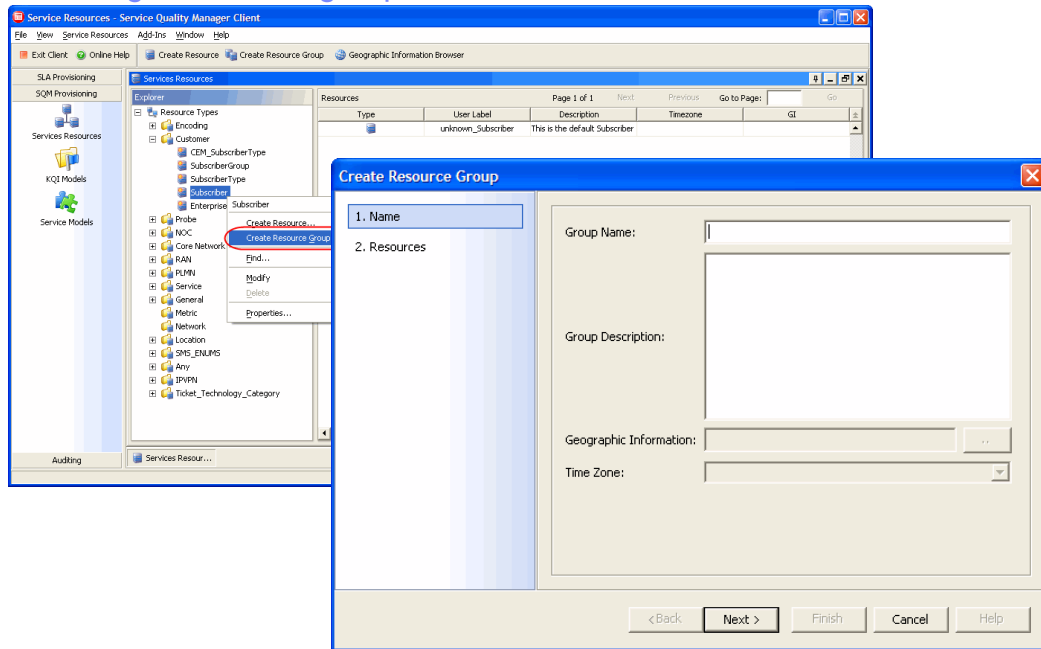 Service Resources - Service Quality Manager Client
File View Service Resources Add-Ins Window Help
Exit Client Online Help Create Resource Create Resource Group Geographic Information Browser
SLA Provisioning
SQM Provisioning
Services Resources
KQI Models
Service Models
Auditing
Services Resources
Explorer
Resource Types
Encoding
Customer
CEM_SubscriberType
SubscriberGroup
SubscriberType
Subscriber
Enterprise
Probe
NOC
Core Network
RAN
PLMN
Service
General
Metric
Network
Location
SMS_ENUMS
Any
IPVPN
Ticket_Technology_Category
Resources Page 1 of 1 Next Previous Go to Page: Go
Type User Label Description Timezone GI
unknown_Subscriber This is the default Subscriber
Subscriber
Create Resource...
Create Resource Group
Find...
Modify
Delete
Properties...
Services Resour...
Create Resource Group
1. Name
2. Resources
Group Name:
Group Description:
Geographic Information: ..
Time Zone:
< Back Next > Finish Cancel Help